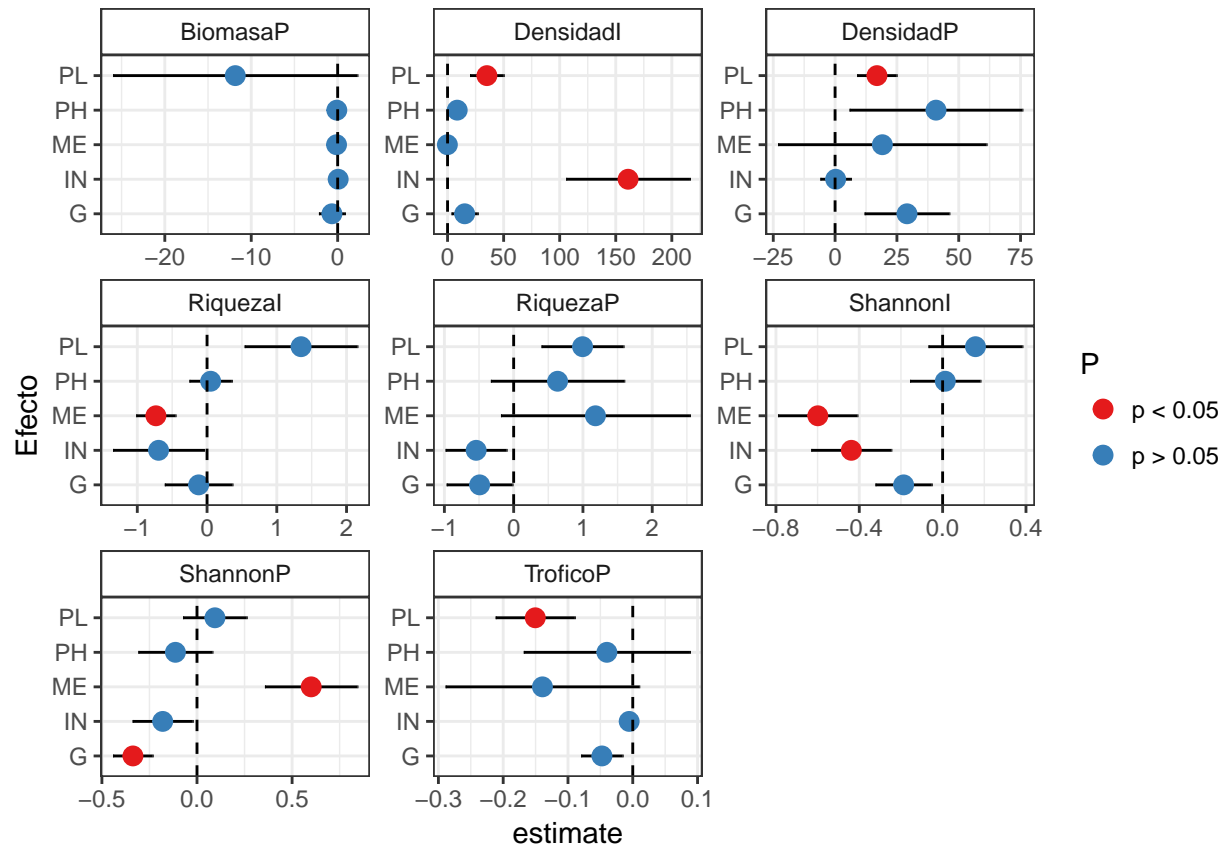 BiomasaP
DensidadI
DensidadP
PL
PH
ME
IN
G
−20 −10 0
PL
PH
ME
IN
G
0 50 100 150 200
PL
PH
ME
IN
G
−25 0 25 50 75
RiquezaI
RiquezaP
ShannonI
PL
PH
ME
IN
G
−1 0 1 2
PL
PH
ME
IN
G
−1 0 1 2
PL
PH
ME
IN
G
−0.8 −0.4 0.0 0.4
ShannonP
TroficoP
PL
PH
ME
IN
G
−0.5 0.0 0.5
PL
PH
ME
IN
G
−0.3 −0.2 −0.1 0.0 0.1
Efecto
estimate
P
p < 0.05
p > 0.05